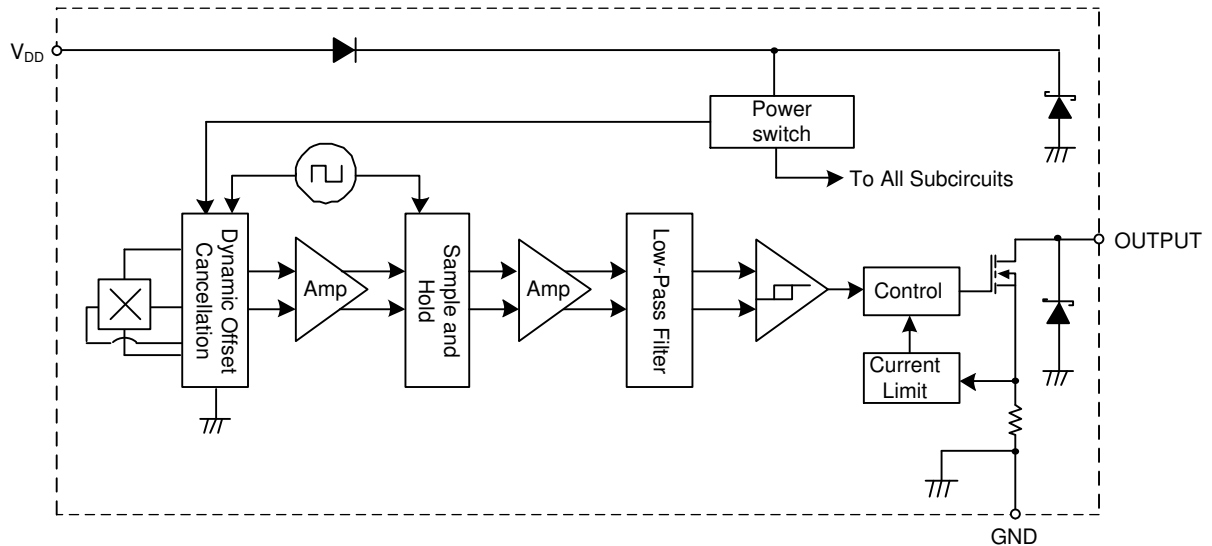 V_DD
Power
switch
To All Subcircuits
Dynamic Offset
Cancellation
Amp
Sample and
Hold
Amp
Low-Pass Filter
Control
Current
Limit
OUTPUT
GND